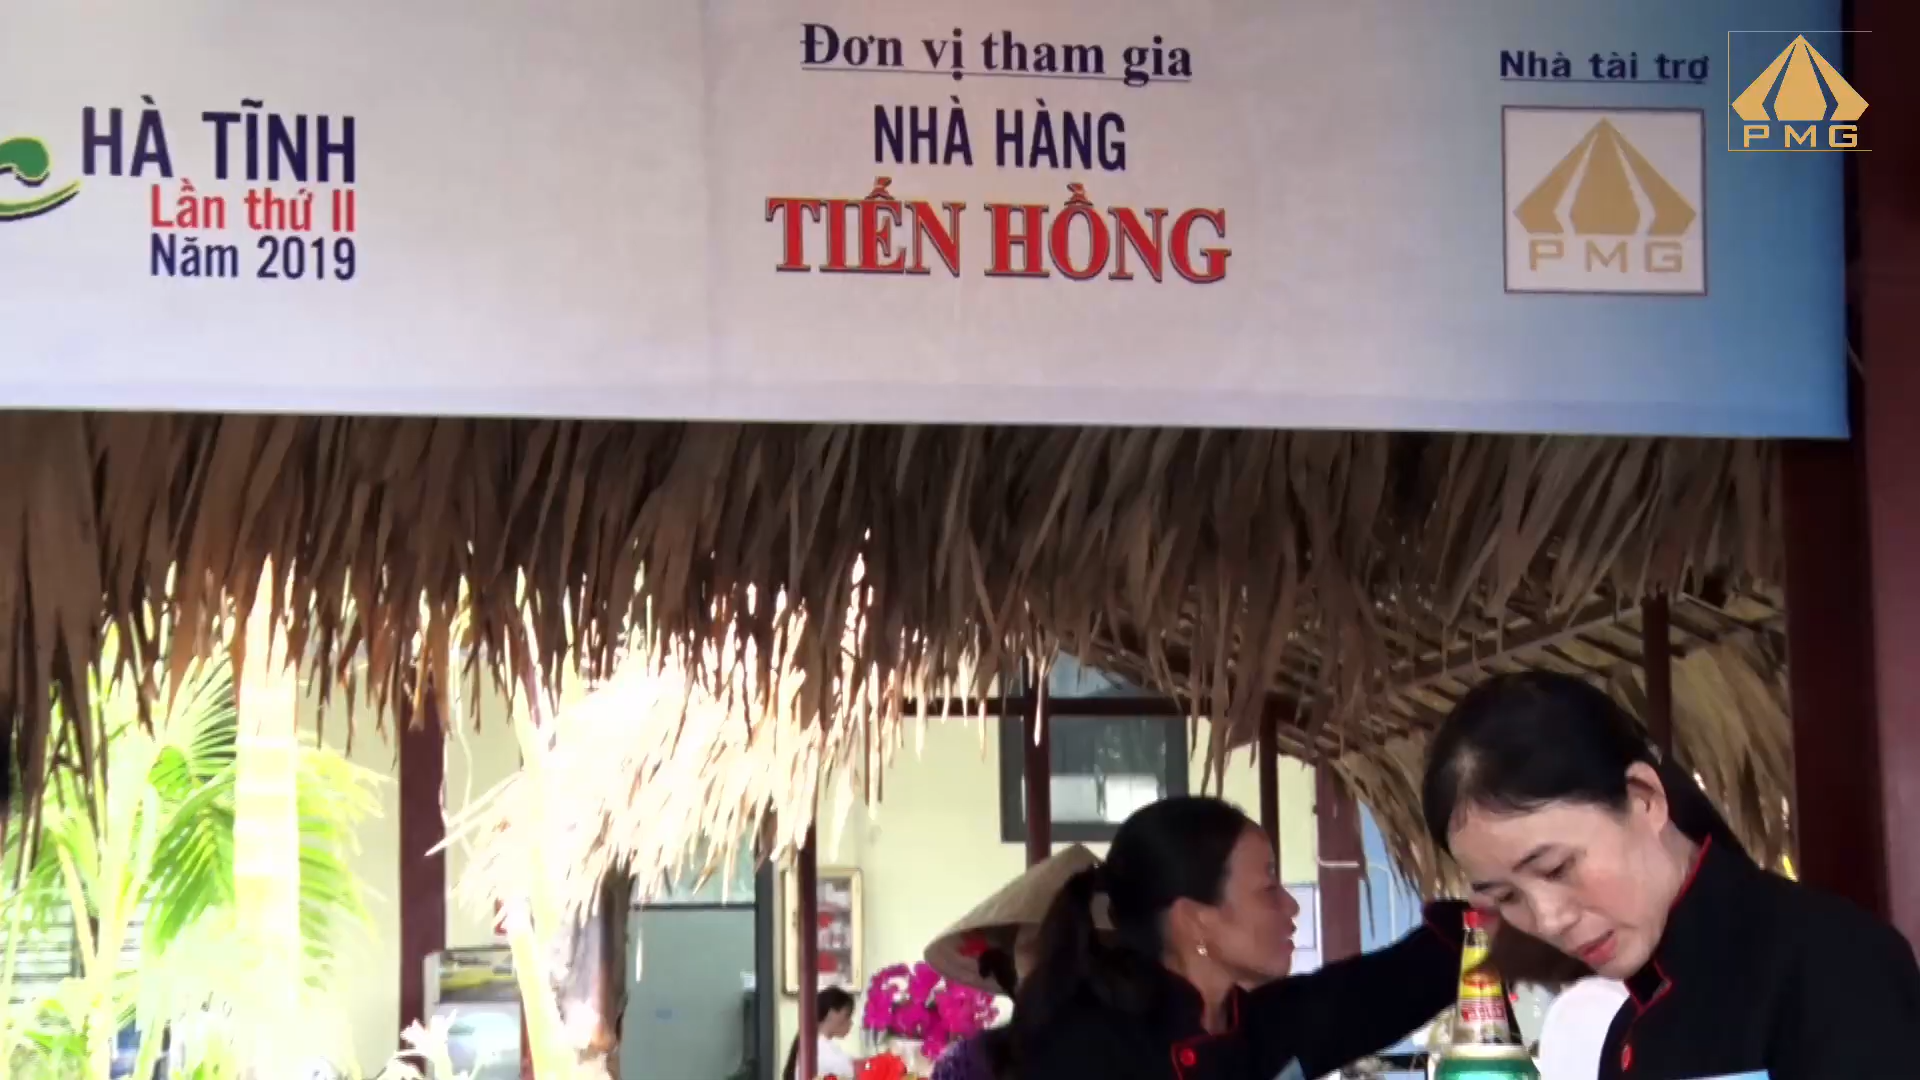 HÀ TĨNH
Lần thứ II
Năm 2019
Đơn vị tham gia
NHÀ HÀNG
TIẾN HỒNG
Nhà tài trợ
PMG
PMG